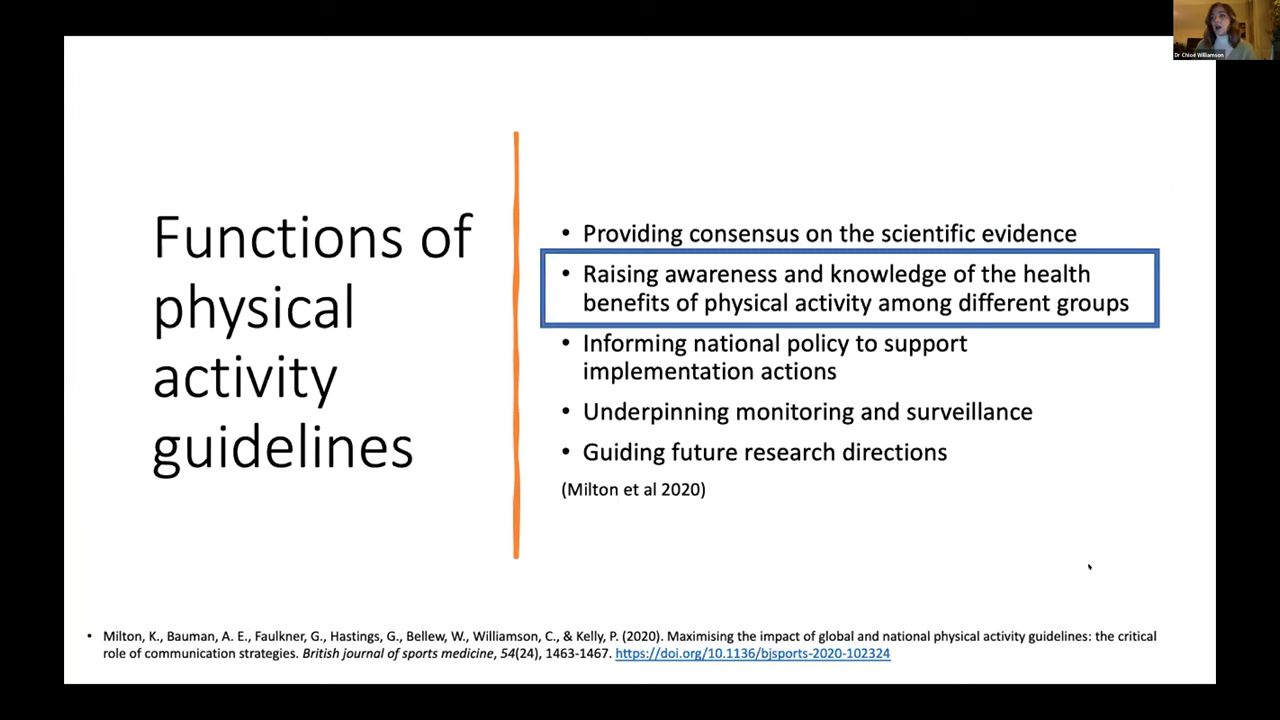 Dr Chloë Williamson
Functions of
physical
activity
guidelines
• Providing consensus on the scientific evidence
• Raising awareness and knowledge of the health
benefits of physical activity among different groups
• Informing national policy to support
implementation actions
• Underpinning monitoring and surveillance
• Guiding future research directions
(Milton et al 2020)
• Milton, K., Bauman, A. E., Faulkner, G., Hastings, G., Bellew, W., Williamson, C., & Kelly, P. (2020). Maximising the impact of global and national physical activity guidelines: the critical
role of communication strategies. British journal of sports medicine, 54(24), 1463-1467. https://doi.org/10.1136/bjsports-2020-102324